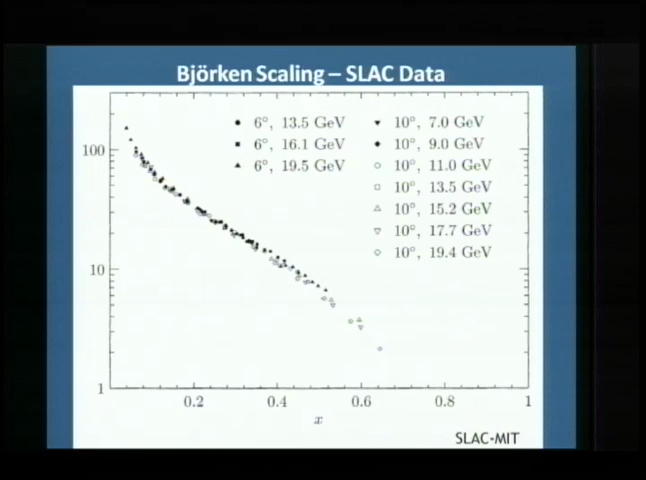 Björken Scaling – SLAC Data
6°, 13.5 GeV
6°, 16.1 GeV
6°, 19.5 GeV
10°, 7.0 GeV
10°, 9.0 GeV
10°, 11.0 GeV
10°, 13.5 GeV
10°, 15.2 GeV
10°, 17.7 GeV
10°, 19.4 GeV
100
10
1
0.2 0.4 0.6 0.8 1
x
SLAC-MIT